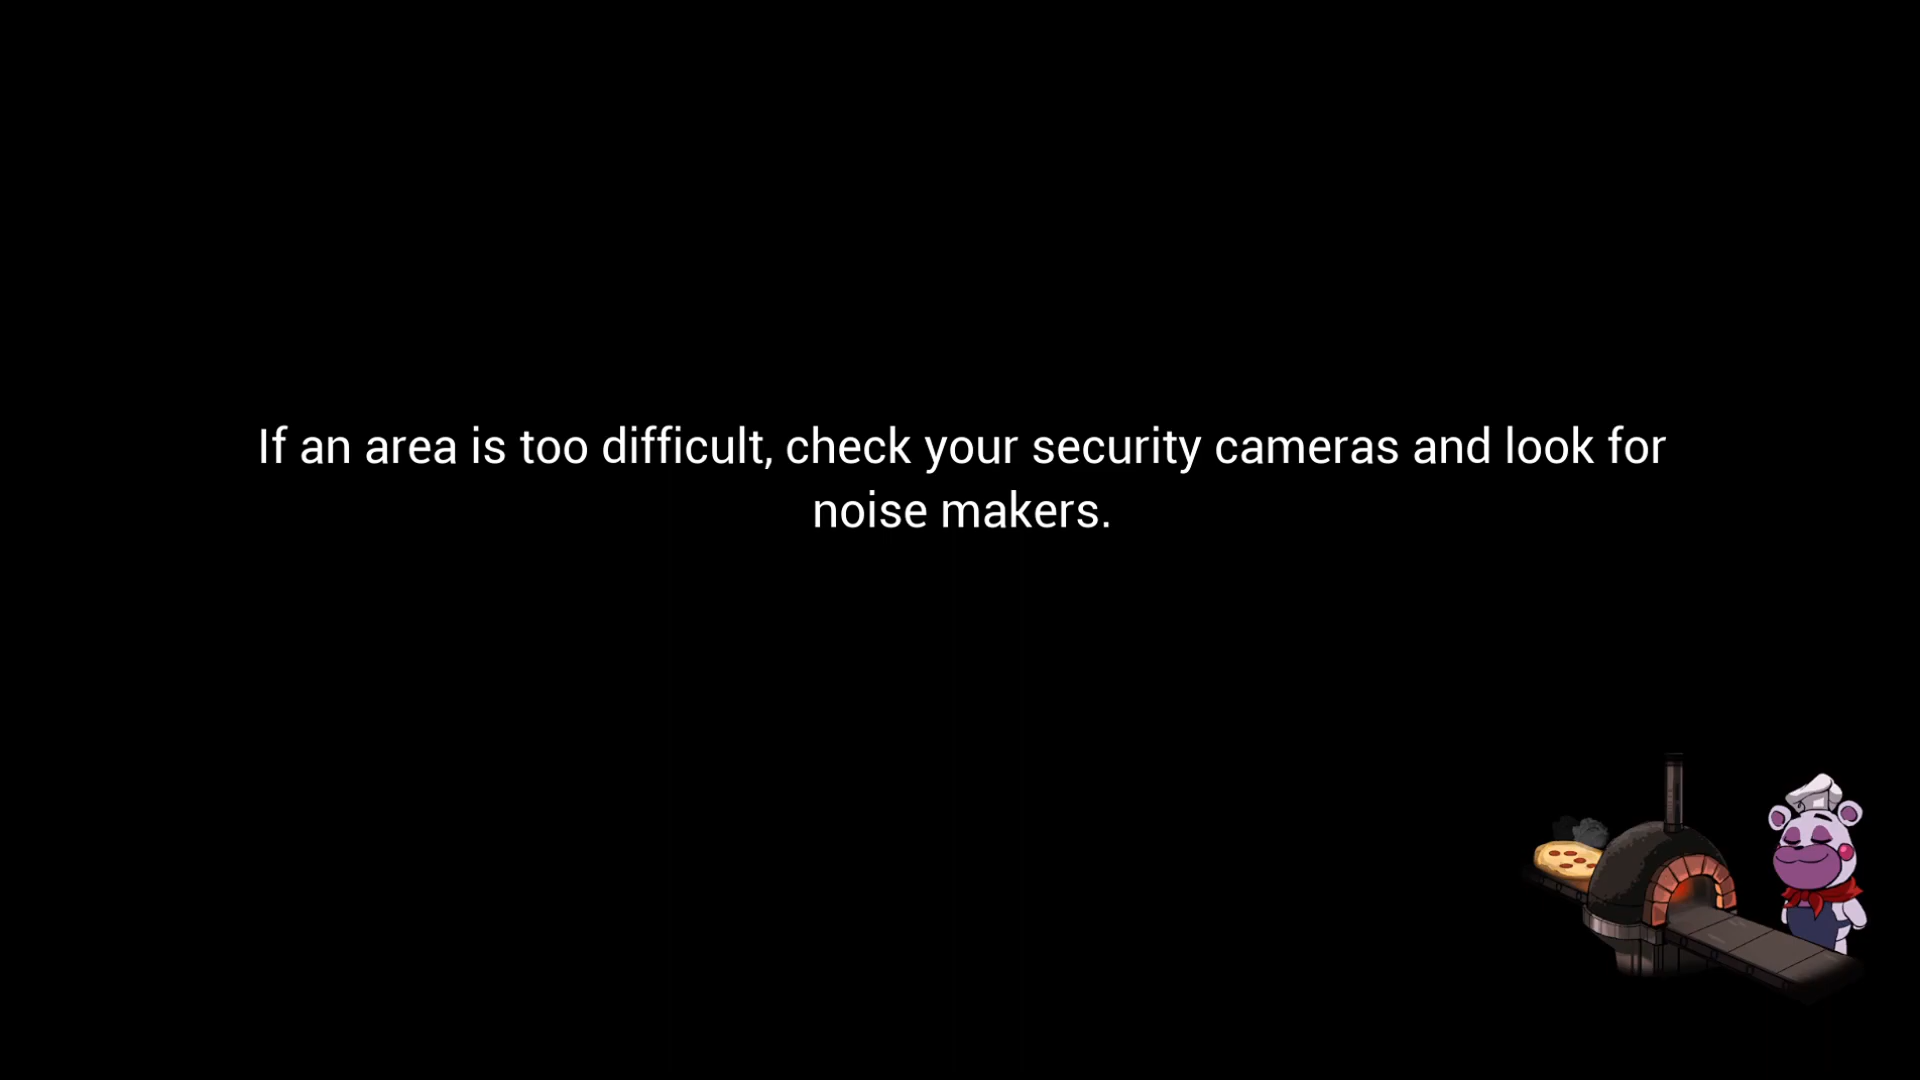 If an area is too difficult, check your security cameras and look for
noise makers.